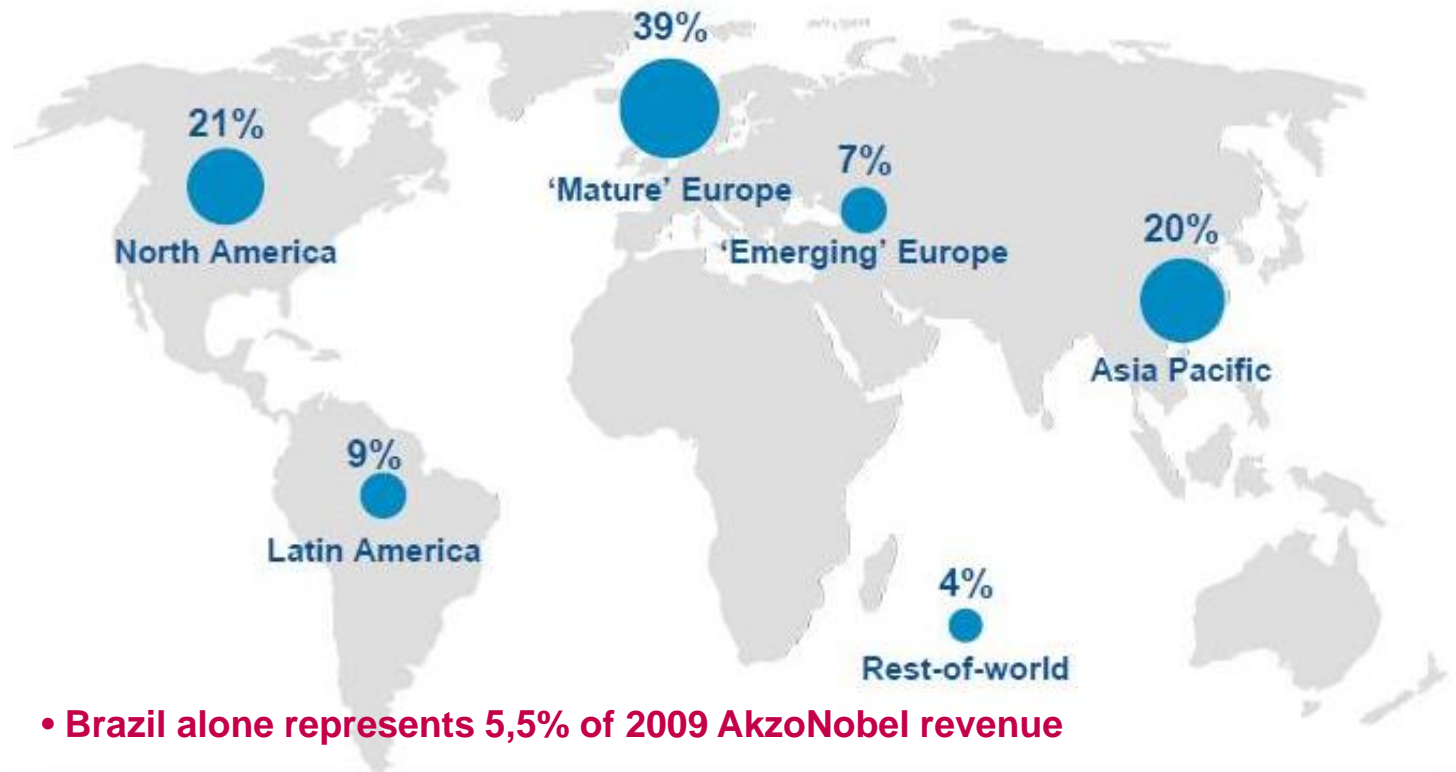 39%
‘Mature’ Europe
21%
North America
7%
‘Emerging’ Europe
20%
Asia Pacific
9%
Latin America
4%
Rest-of-world
• Brazil alone represents 5,5% of 2009 AkzoNobel revenue